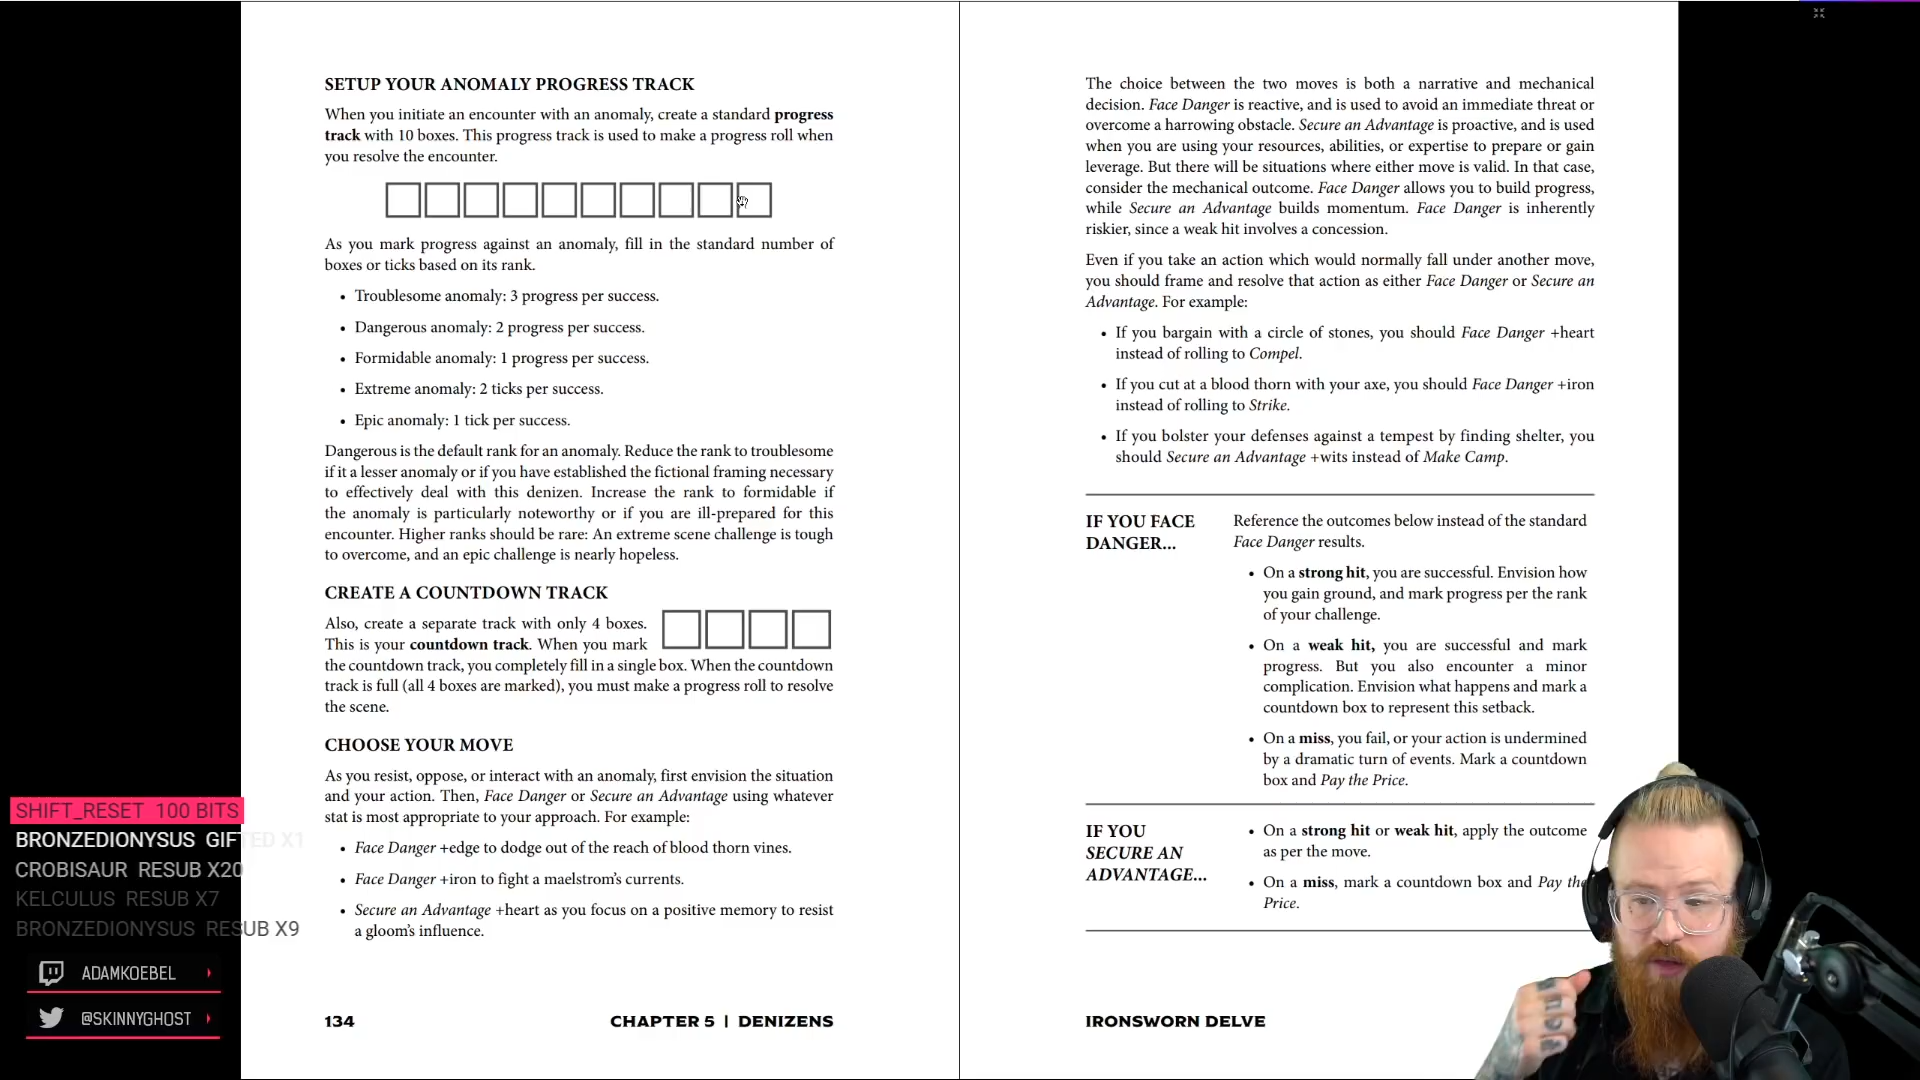 SETUP YOUR ANOMALY PROGRESS TRACK
When you initiate an encounter with an anomaly, create a standard progress
track with 10 boxes. This progress track is used to make a progress roll when
you resolve the encounter.
As you mark progress against an anomaly, fill in the standard number of
boxes or ticks based on its rank.
• Troublesome anomaly: 3 progress per success.
• Dangerous anomaly: 2 progress per success.
• Formidable anomaly: 1 progress per success.
• Extreme anomaly: 2 ticks per success.
• Epic anomaly: 1 tick per success.
Dangerous is the default rank for an anomaly. Reduce the rank to troublesome
if it a lesser anomaly or if you have established the fictional framing necessary
to effectively deal with this denizen. Increase the rank to formidable if
the anomaly is particularly noteworthy or if you are ill-prepared for this
encounter. Higher ranks should be rare: An extreme scene challenge is tough
to overcome, and an epic challenge is nearly hopeless.
CREATE A COUNTDOWN TRACK
Also, create a separate track with only 4 boxes.
This is your countdown track. When you mark
the countdown track, you completely fill in a single box. When the countdown
track is full (all 4 boxes are marked), you must make a progress roll to resolve
the scene.
CHOOSE YOUR MOVE
As you resist, oppose, or interact with an anomaly, first envision the situation
and your action. Then, Face Danger or Secure an Advantage using whatever
stat is most appropriate to your approach. For example:
• Face Danger +edge to dodge out of the reach of blood thorn vines.
• Face Danger +iron to fight a maelstrom's currents.
• Secure an Advantage +heart as you focus on a positive memory to resist
a gloom's influence.
134
CHAPTER 5 | DENIZENS
The choice between the two moves is both a narrative and mechanical
decision. Face Danger is reactive, and is used to avoid an immediate threat or
overcome a harrowing obstacle. Secure an Advantage is proactive, and is used
when you are using your resources, abilities, or expertise to prepare or gain
leverage. But there will be situations where either move is valid. In that case,
consider the mechanical outcome. Face Danger allows you to build progress,
while Secure an Advantage builds momentum. Face Danger is inherently
riskier, since a weak hit involves a concession.
Even if you take an action which would normally fall under another move,
you should frame and resolve that action as either Face Danger or Secure an
Advantage. For example:
• If you bargain with a circle of stones, you should Face Danger +heart
instead of rolling to Compel.
• If you cut at a blood thorn with your axe, you should Face Danger +iron
instead of rolling to Strike.
• If you bolster your defenses against a tempest by finding shelter, you
should Secure an Advantage +wits instead of Make Camp.
IF YOU FACE
DANGER...
Reference the outcomes below instead of the standard
Face Danger results.
• On a strong hit, you are successful. Envision how
you gain ground, and mark progress per the rank
of your challenge.
• On a weak hit, you are successful and mark
progress. But you also encounter a minor
complication. Envision what happens and mark a
countdown box to represent this setback.
• On a miss, you fail, or your action is undermined
by a dramatic turn of events. Mark a countdown
box and Pay the Price.
IF YOU
SECURE AN
ADVANTAGE...
• On a strong hit or weak hit, apply the outcome
as per the move.
• On a miss, mark a countdown box and Pay the
Price.
IRONSWORN DELVE
SHIFT_RESET 100 BITS
BRONZEDIONYSUS GIFTED X1
CROBISAUR RESUB X20
KELCULUS RESUB X7
BRONZEDIONYSUS RESUB X9
ADAMKOEBEL
@SKINNYGHOST